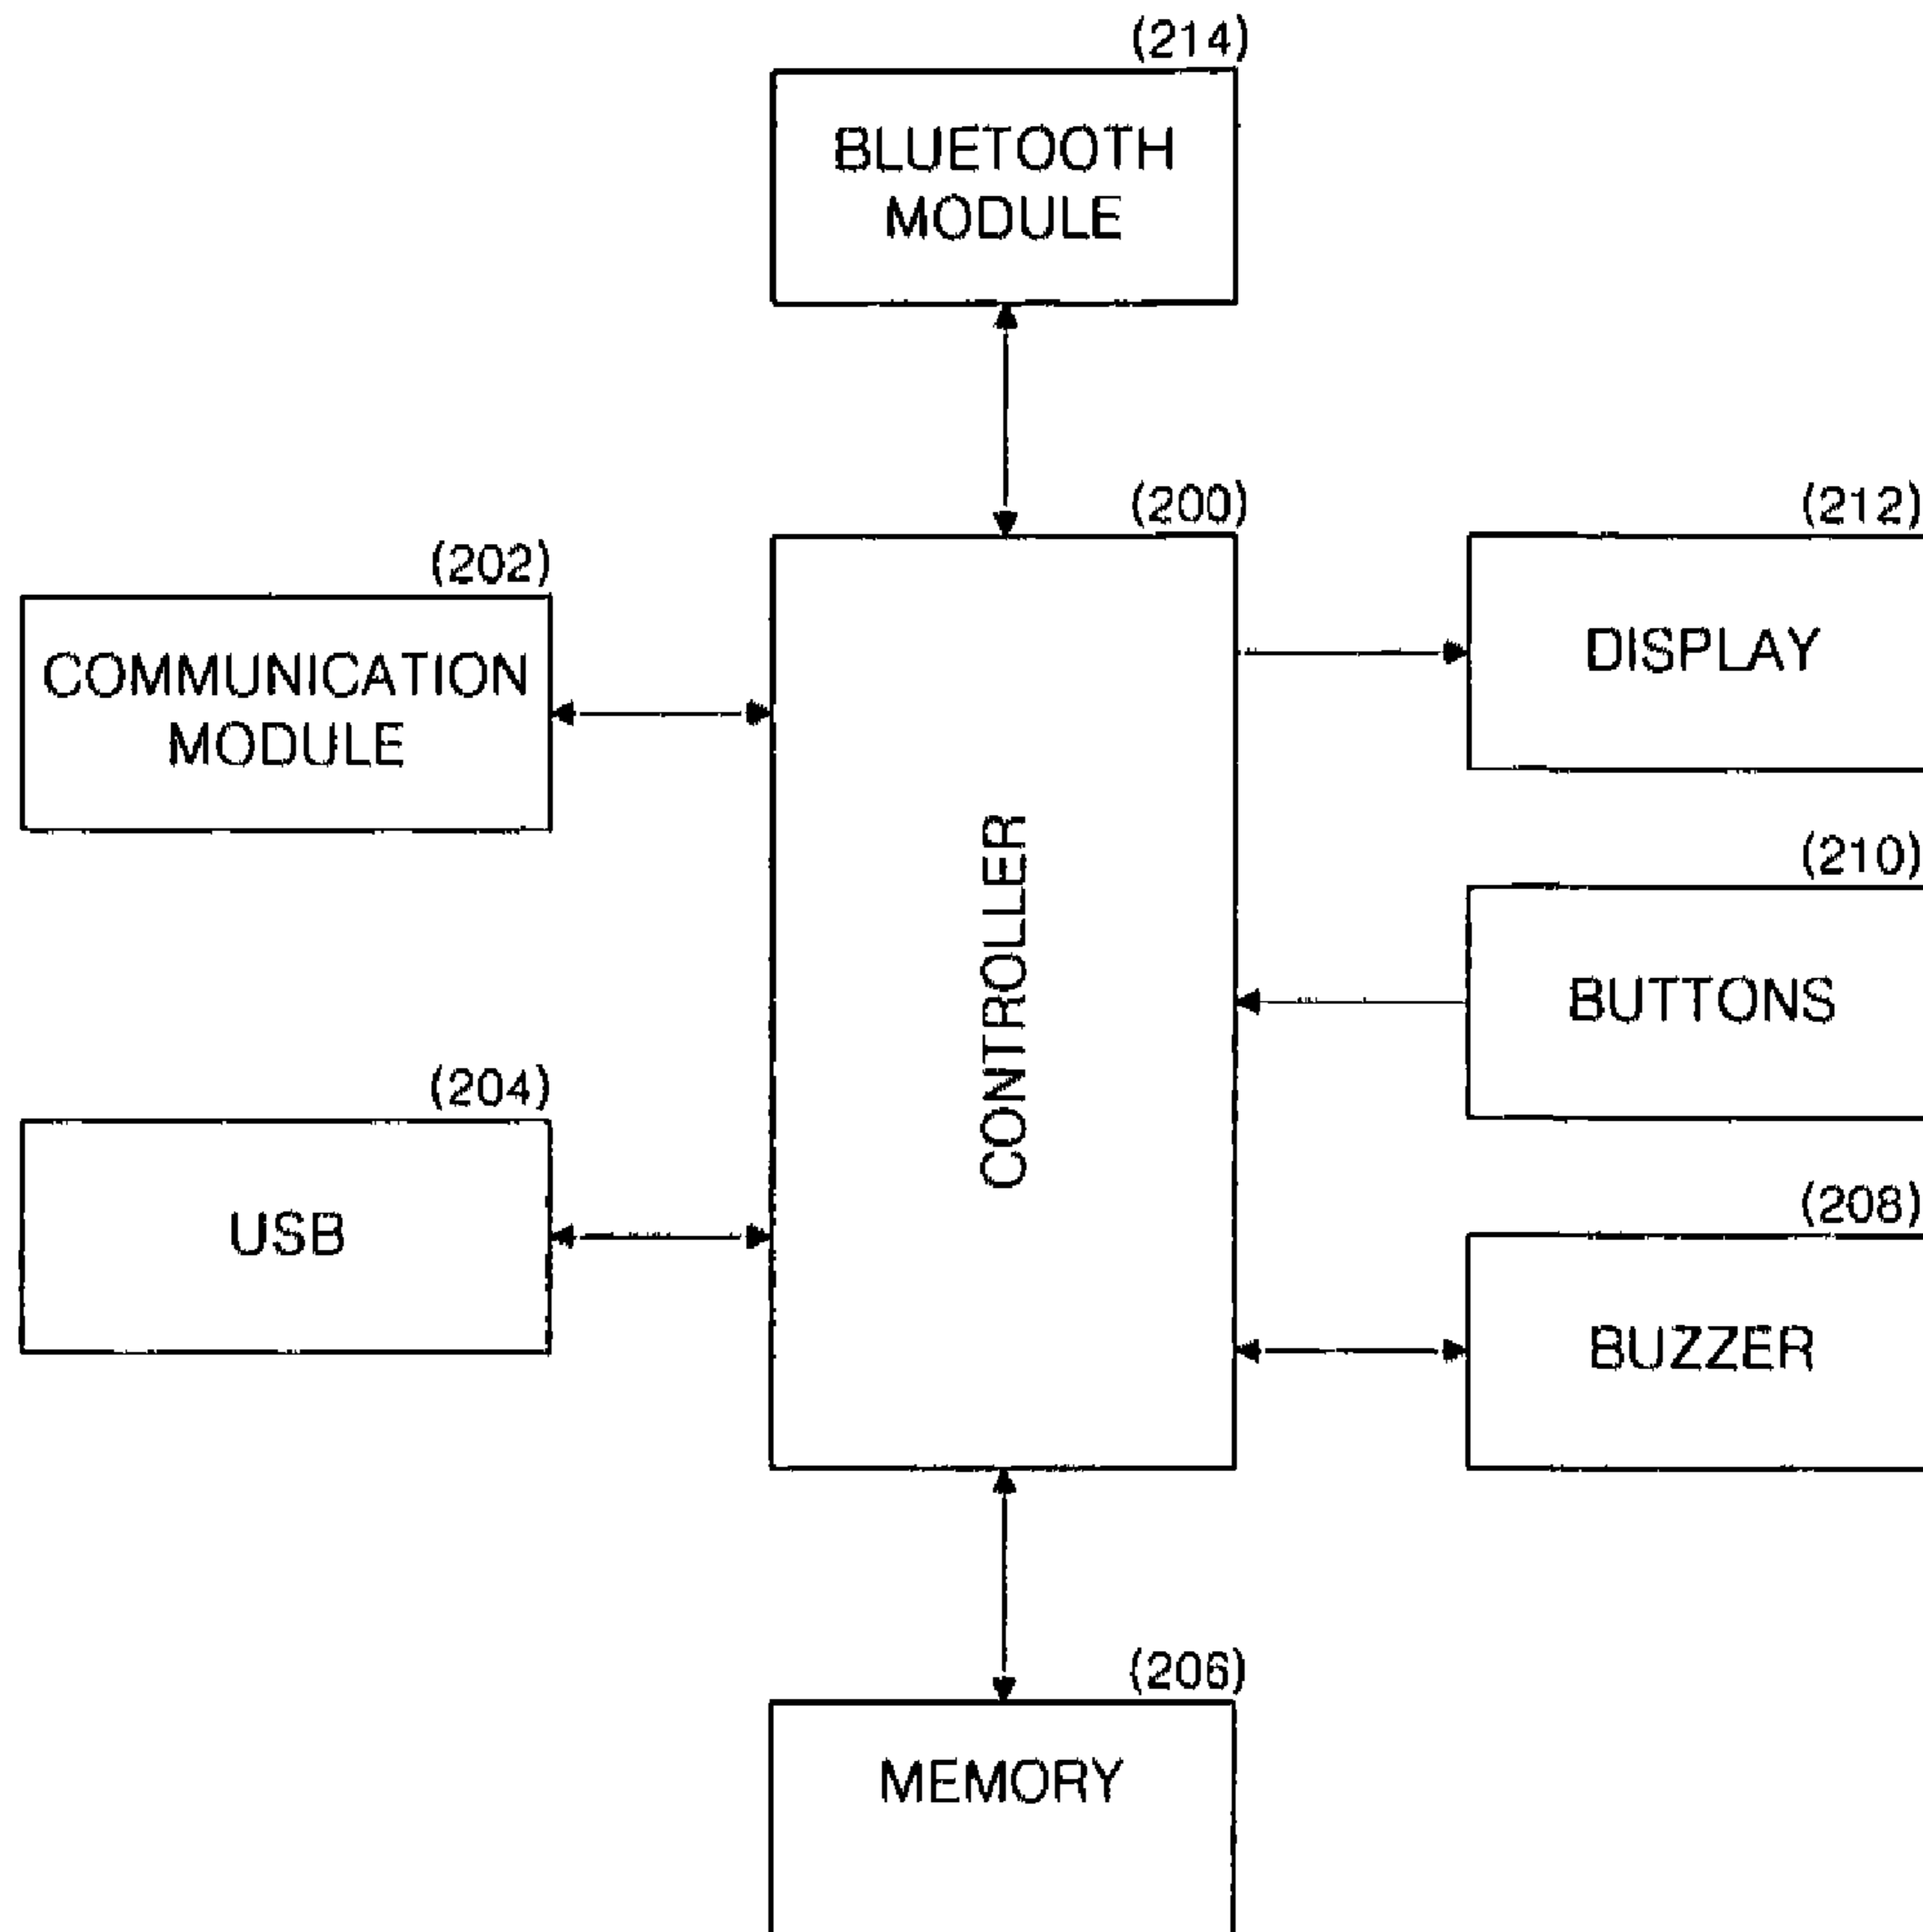 (214)
BLUETOOTH
MODULE
(200)
(212)
(202)
COMMUNICATION
MODULE
DISPLAY
CONTROLLER
(210)
BUTTONS
(204)
USB
(208)
BUZZER
(206)
MEMORY